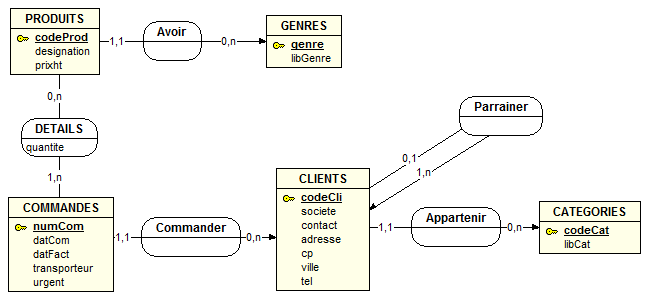 PRODUITS
codeProd
designation
prixht
1,1
Avoir
0,n
GENRES
genre
libGenre
0,n
DETAILS
quantite
1,n
Parrainer
0,1
1,n
COMMANDES
numCom
datCom
datFact
transporteur
urgent
1,1
Commander
0,n
CLIENTS
codeCli
societe
contact
adresse
cp
ville
tel
1,1
Appartenir
0,n
CATEGORIES
codeCat
libCat